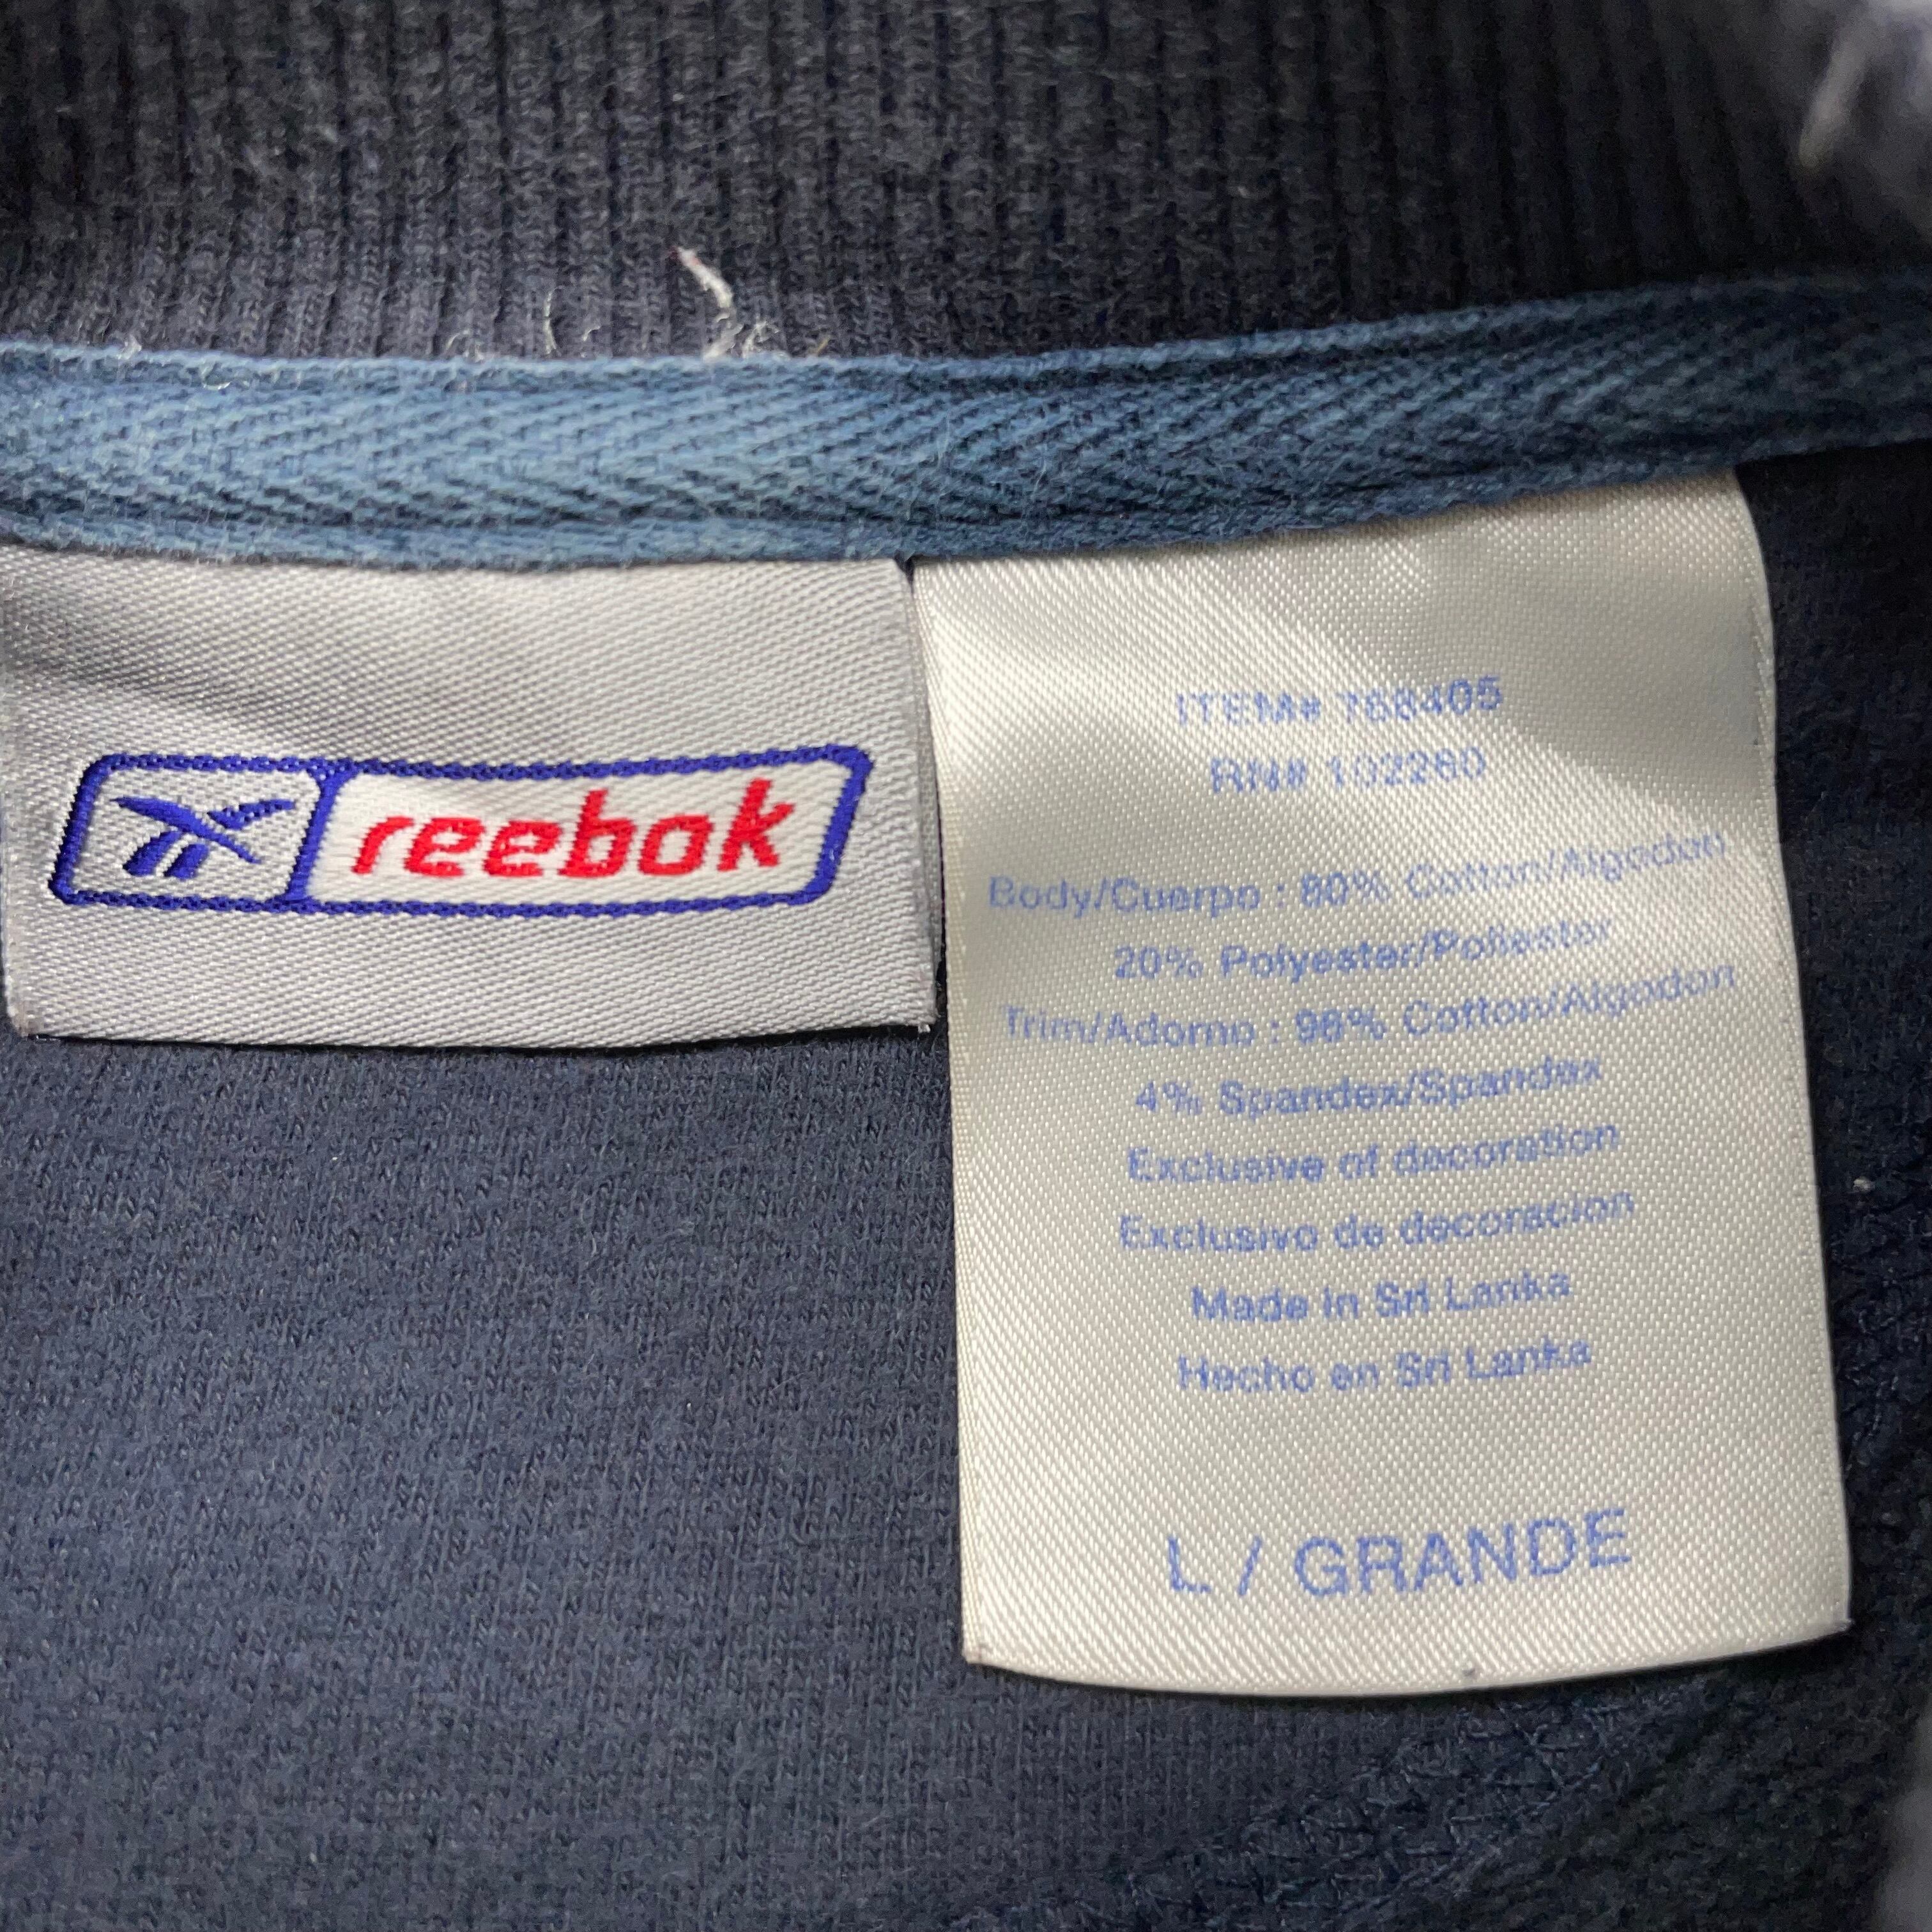 reebok
ITEM# 768405
RN# 102260
Body/Cuerpo : 80% Cotton/Algodon
20% Polyester/Poliester
Trim/Adorno : 96% Cotton/Algodon
4% Spandex/Spandex
Exclusive of decoration
Exclusivo de decoracion
Made in Sri Lanka
Hecho en Sri Lanka
L / GRANDE